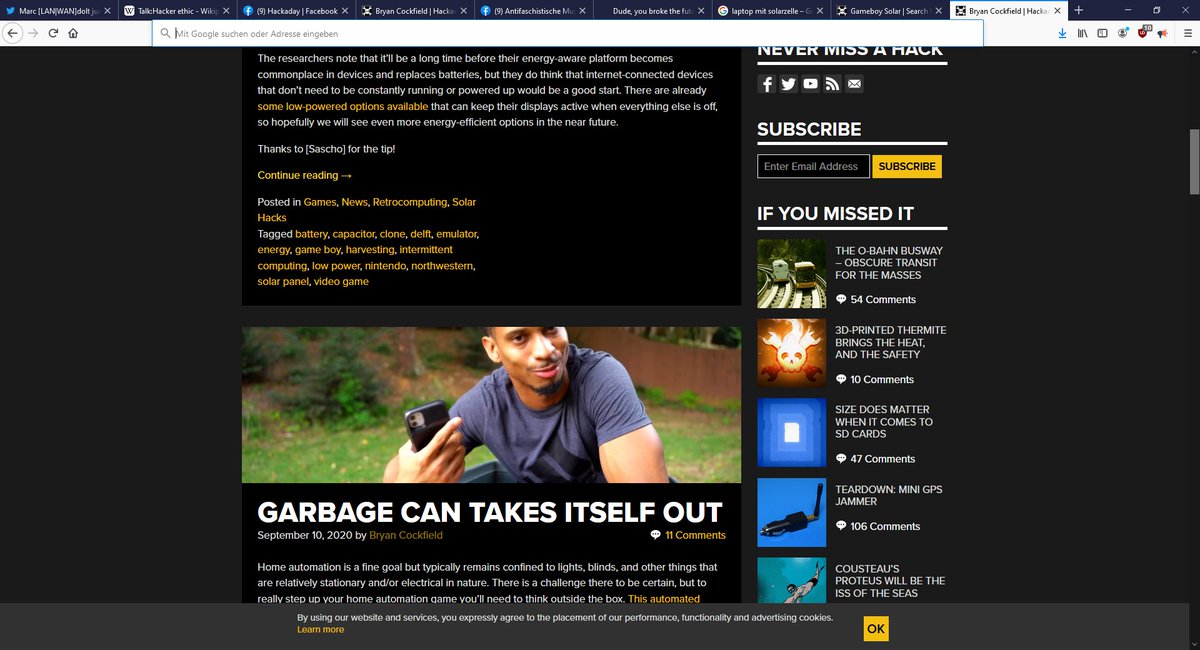 Marc [LAN|WAN]dolt jun
Talk:Hacker ethic - Wikip
(9) Hackaday | Facebook
Bryan Cockfield | Hackad
(9) Antifaschistische Mu
Dude, you broke the futu
laptop mit solarzelle – G
Gameboy Solar | Search
Bryan Cockfield | Hackad
Mit Google suchen oder Adresse eingeben
The researchers note that it'll be a long time before their energy-aware platform becomes
commonplace in devices and replaces batteries, but they do think that internet-connected devices
that don't need to be constantly running or powered up would be a good start. There are already
some low-powered options available that can keep their displays active when everything else is off,
so hopefully we will see even more energy-efficient options in the near future.
Thanks to [Sascho] for the tip!
Continue reading →
Posted in Games, News, Retrocomputing, Solar
Hacks
Tagged battery, capacitor, clone, delft, emulator,
energy, game boy, harvesting, intermittent
computing, low power, nintendo, northwestern,
solar panel, video game
GARBAGE CAN TAKES ITSELF OUT
September 10, 2020 by Bryan Cockfield
11 Comments
Home automation is a fine goal but typically remains confined to lights, blinds, and other things that
are relatively stationary and/or electrical in nature. There is a challenge there to be certain, but to
really step up your home automation game you'll need to think outside the box. This automated
NEVER MISS A HACK
SUBSCRIBE
Enter Email Address
SUBSCRIBE
IF YOU MISSED IT
THE O-BAHN BUSWAY
– OBSCURE TRANSIT
FOR THE MASSES
54 Comments
3D-PRINTED THERMITE
BRINGS THE HEAT,
AND THE SAFETY
10 Comments
SIZE DOES MATTER
WHEN IT COMES TO
SD CARDS
47 Comments
TEARDOWN: MINI GPS
JAMMER
106 Comments
COUSTEAU'S
PROTEUS WILL BE THE
ISS OF THE SEAS
By using our website and services, you expressly agree to the placement of our performance, functionality and advertising cookies.
Learn more
OK